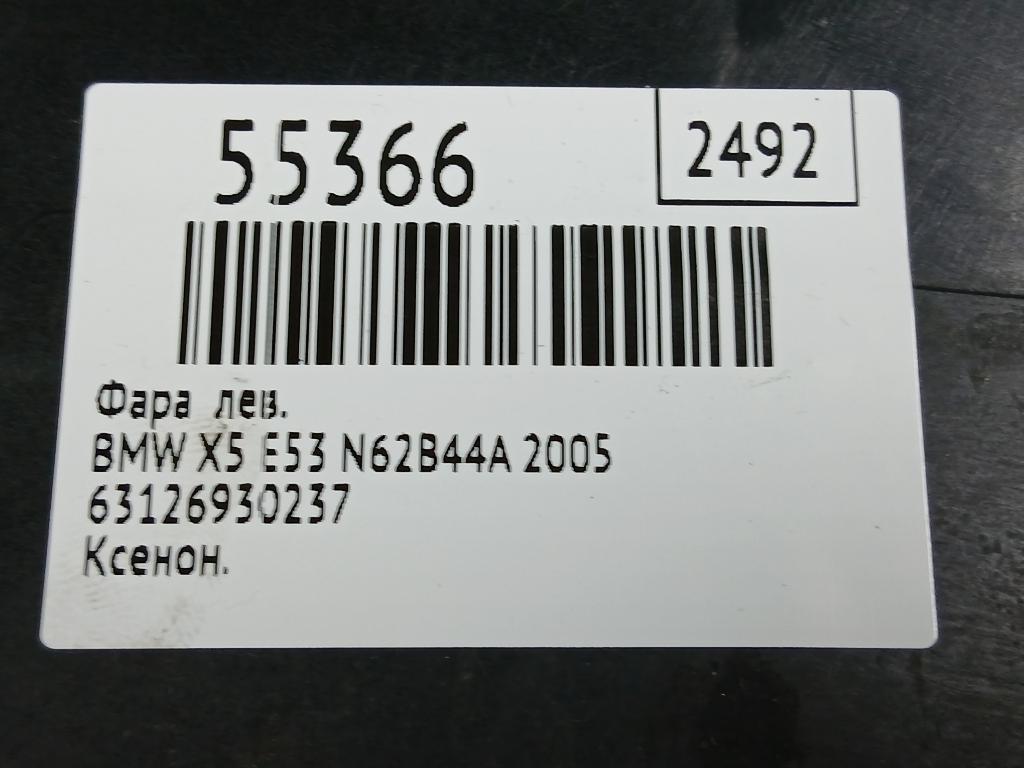 55366
2492
Фара лев.
BMW X5 E53 N62B44A 2005
63126930237
Ксенон.